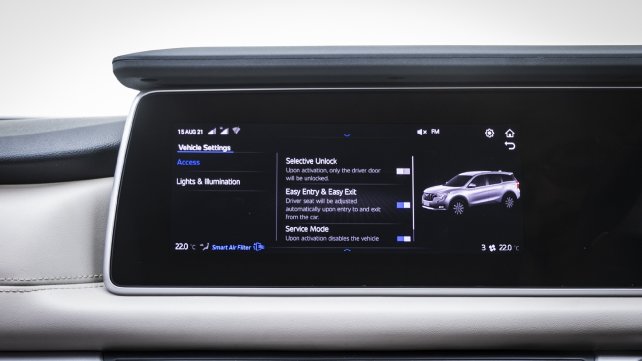 15 AUG 21
FM
Vehicle Settings
Access
Lights & Illumination
Selective Unlock
Upon activation, only the driver door
will be unlocked.
Easy Entry & Easy Exit
Driver seat will be adjusted
automatically upon entry to and exit
from the car.
Service Mode
Upon activation disables the vehicle
22.0 °C
Smart Air Filter
3
22.0 °C